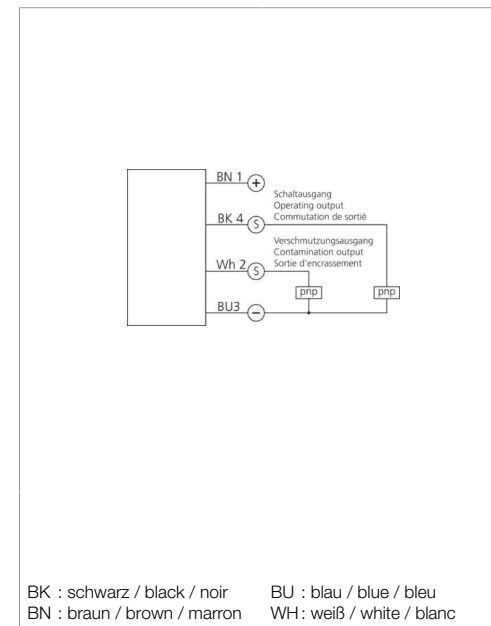 BN 1 +
Schaltausgang
Operating output
Commutation de sortié
BK 4 S
Verschmutzungsausgang
Contamination output
Sortie d'encrassement
Wh 2 S
pnp pnp
BU3 −
BK : schwarz / black / noir BU : blau / blue / bleu
BN : braun / brown / marron WH : weiß / white / blanc